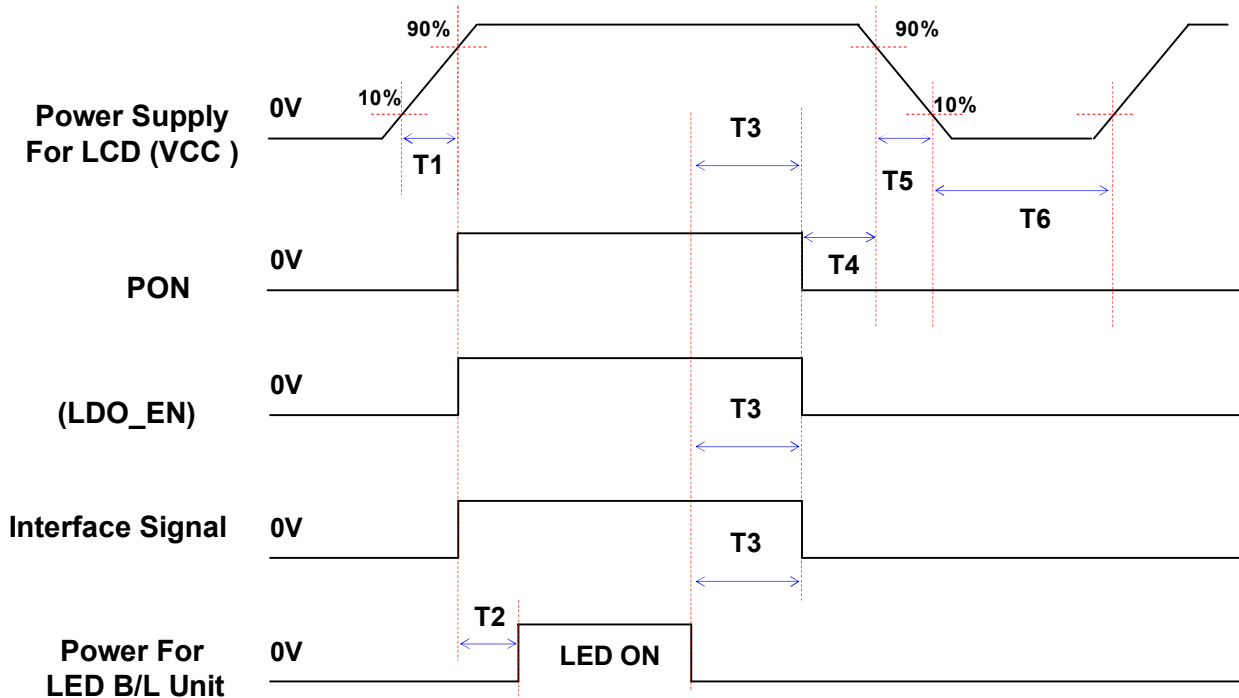 90%
90%
10%
0V
10%
Power Supply
For LCD (VCC )
T1
T3
T5
T6
0V
T4
PON
0V
(LDO_EN)
T3
Interface Signal
0V
T3
T2
Power For
LED B/L Unit
0V
LED ON